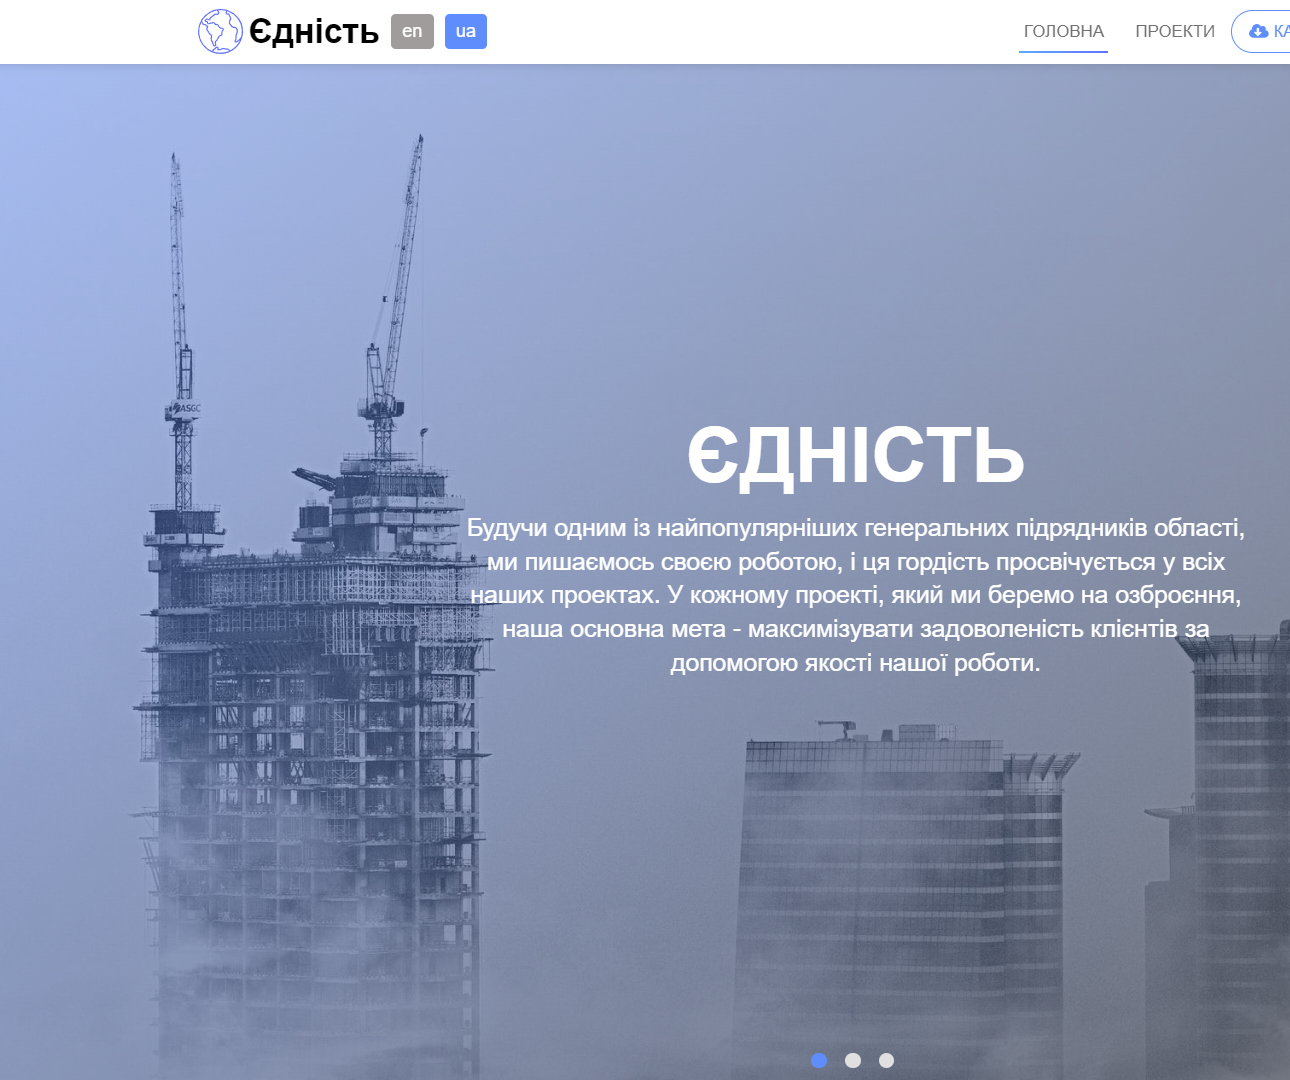 Єдність en ua ГОЛОВНА ПРОЕКТИ КА
ASGC
ЄДНІСТЬ
Будучи одним із найпопулярніших генеральних підрядників області,
ми пишаємось своєю роботою, і ця гордість просвічується у всіх
наших проектах. У кожному проекті, який ми беремо на озброєння,
наша основна мета - максимізувати задоволеність клієнтів за
допомогою якості нашої роботи.